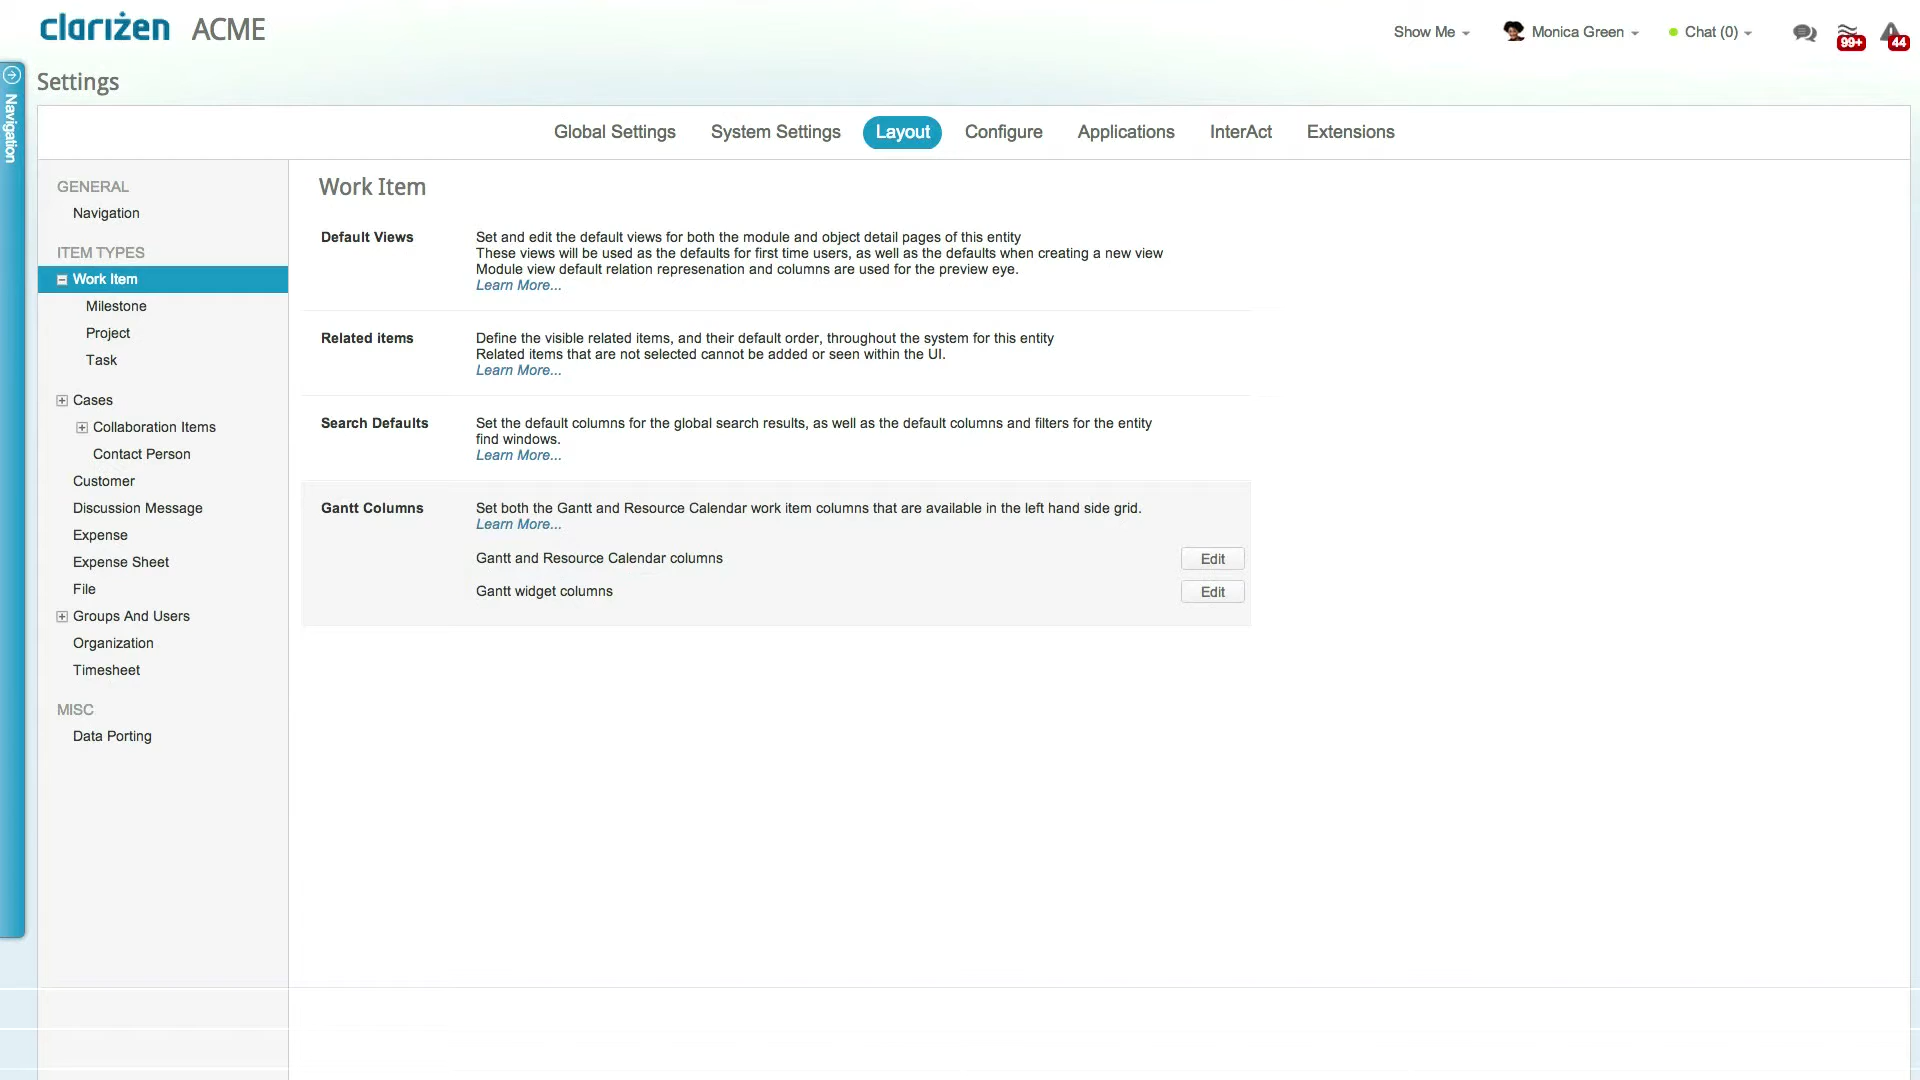 clarizen ACME
Show Me
Monica Green
Chat (0)
99+
44
Navigation
Settings
Global Settings
System Settings
Layout
Configure
Applications
InterAct
Extensions
GENERAL
Navigation
ITEM TYPES
Work Item
Milestone
Project
Task
Cases
Collaboration Items
Contact Person
Customer
Discussion Message
Expense
Expense Sheet
File
Groups And Users
Organization
Timesheet
MISC
Data Porting
Work Item
Default Views
Set and edit the default views for both the module and object detail pages of this entity
These views will be used as the defaults for first time users, as well as the defaults when creating a new view
Module view default relation represenation and columns are used for the preview eye.
Learn More...
Related items
Define the visible related items, and their default order, throughout the system for this entity
Related items that are not selected cannot be added or seen within the UI.
Learn More...
Search Defaults
Set the default columns for the global search results, as well as the default columns and filters for the entity
find windows.
Learn More...
Gantt Columns
Set both the Gantt and Resource Calendar work item columns that are available in the left hand side grid.
Learn More...
Gantt and Resource Calendar columns
Edit
Gantt widget columns
Edit